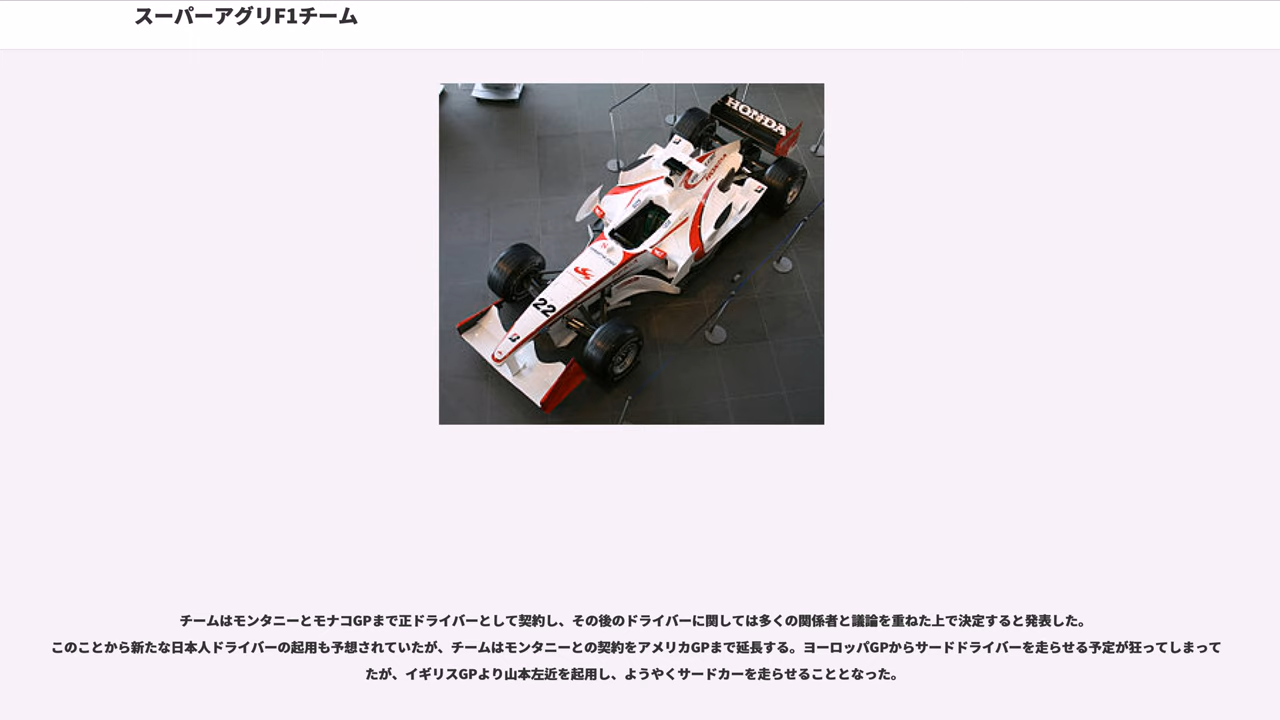 スーパーアグリF1チーム
HONDA
22
チームはモンタニーとモナコGPまで正ドライバーとして契約し、その後のドライバーに関しては多くの関係者と議論を重ねた上で決定すると発表した。
このことから新たな日本人ドライバーの起用も予想されていたが、チームはモンタニーとの契約をアメリカGPまで延長する。ヨーロッパGPからサードドライバーを走らせる予定が狂ってしまって
たが、イギリスGPより山本左近を起用し、ようやくサードカーを走らせることとなった。